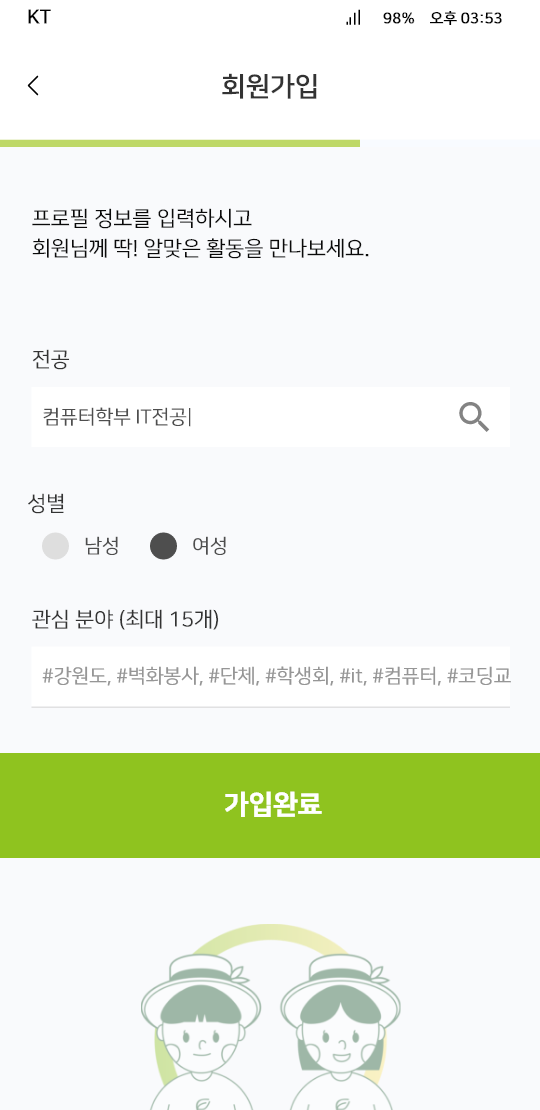 KT 98% 오후 03:53
회원가입
프로필 정보를 입력하시고
회원님께 딱! 알맞은 활동을 만나보세요.
전공
컴퓨터학부 IT전공
성별
남성 여성
관심 분야 (최대 15개)
#강원도, #벽화봉사, #단체, #학생회, #it, #컴퓨터, #코딩교
가입완료